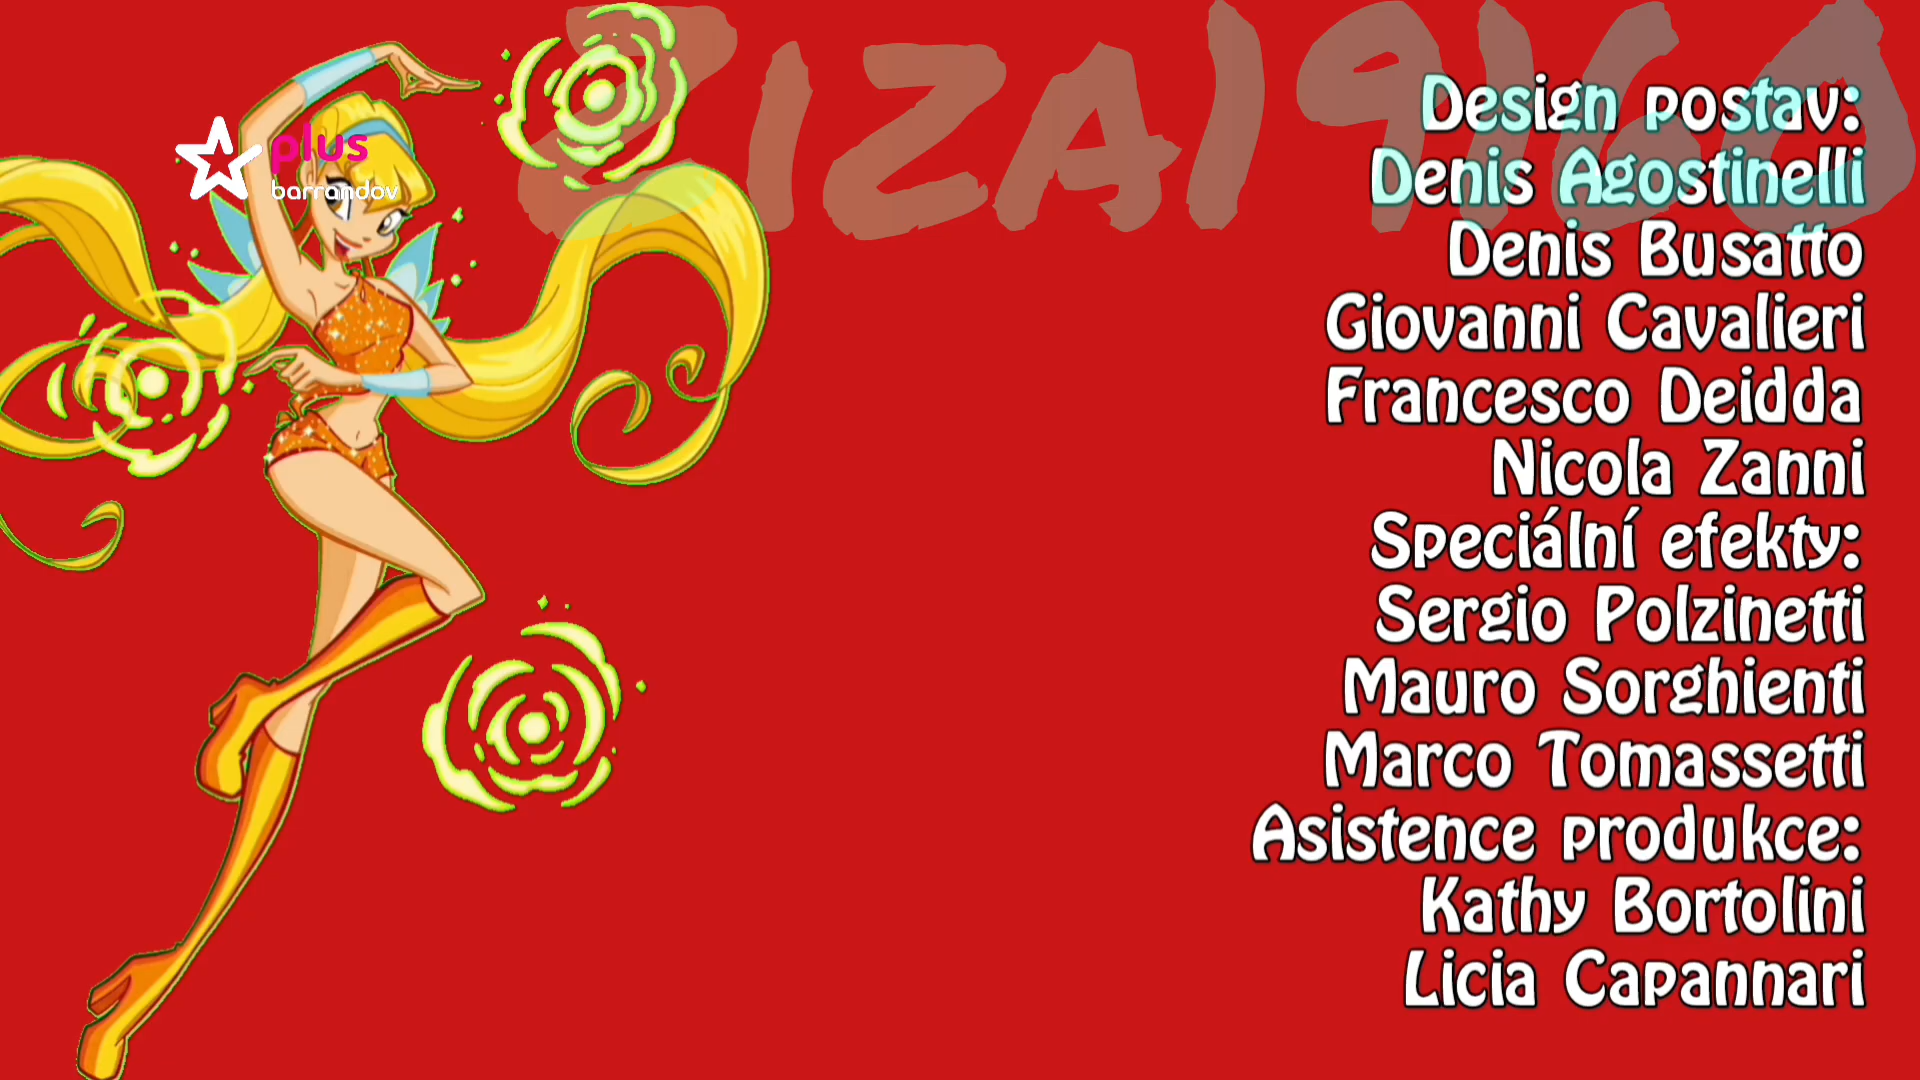 ZIZA19160
plus
barrandov
Design postav:
Denis Agostinelli
Denis Busatto
Giovanni Cavalieri
Francesco Deidda
Nicola Zanni
Speciální efekty:
Sergio Polzinetti
Mauro Sorghienti
Marco Tomassetti
Asistence produkce:
Kathy Bortolini
Licia Capannari